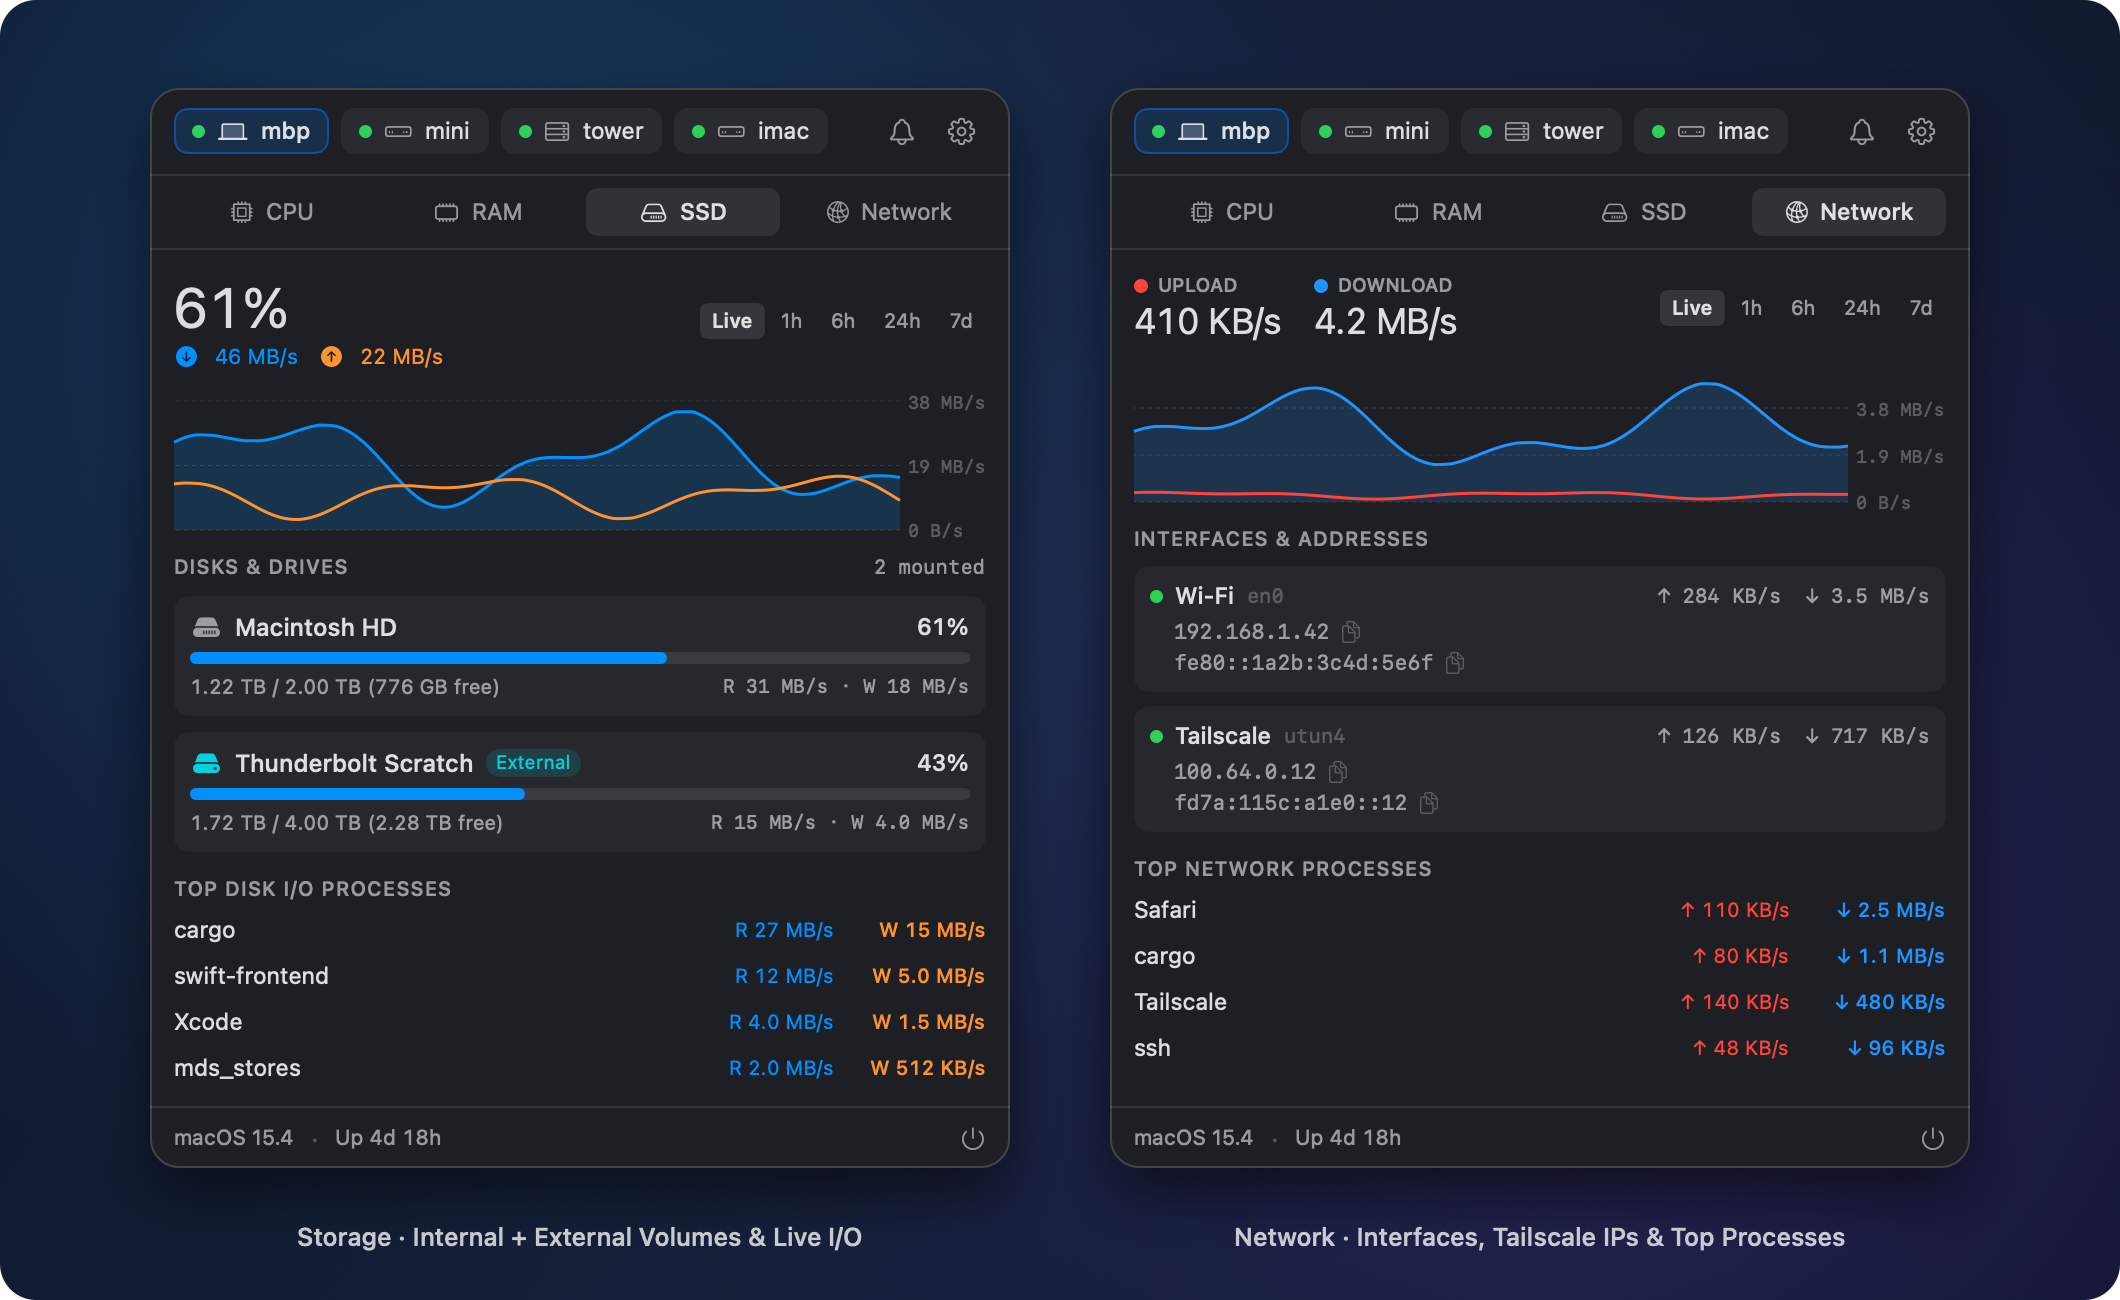 mbp mini tower imac
CPU RAM SSD Network
61%
46 MB/s 22 MB/s
Live 1h 6h 24h 7d
38 MB/s
19 MB/s
0 B/s
DISKS & DRIVES 2 mounted
Macintosh HD 61%
1.22 TB / 2.00 TB (776 GB free) R 31 MB/s · W 18 MB/s
Thunderbolt Scratch External 43%
1.72 TB / 4.00 TB (2.28 TB free) R 15 MB/s · W 4.0 MB/s
TOP DISK I/O PROCESSES
cargo R 27 MB/s W 15 MB/s
swift-frontend R 12 MB/s W 5.0 MB/s
Xcode R 4.0 MB/s W 1.5 MB/s
mds_stores R 2.0 MB/s W 512 KB/s
macOS 15.4 · Up 4d 18h
Storage · Internal + External Volumes & Live I/O
mbp mini tower imac
CPU RAM SSD Network
UPLOAD DOWNLOAD
410 KB/s 4.2 MB/s
Live 1h 6h 24h 7d
3.8 MB/s
1.9 MB/s
0 B/s
INTERFACES & ADDRESSES
Wi-Fi en0 ↑ 284 KB/s ↓ 3.5 MB/s
192.168.1.42
fe80::1a2b:3c4d:5e6f
Tailscale utun4 ↑ 126 KB/s ↓ 717 KB/s
100.64.0.12
fd7a:115c:a1e0::12
TOP NETWORK PROCESSES
Safari ↑ 110 KB/s ↓ 2.5 MB/s
cargo ↑ 80 KB/s ↓ 1.1 MB/s
Tailscale ↑ 140 KB/s ↓ 480 KB/s
ssh ↑ 48 KB/s ↓ 96 KB/s
macOS 15.4 · Up 4d 18h
Network · Interfaces, Tailscale IPs & Top Processes